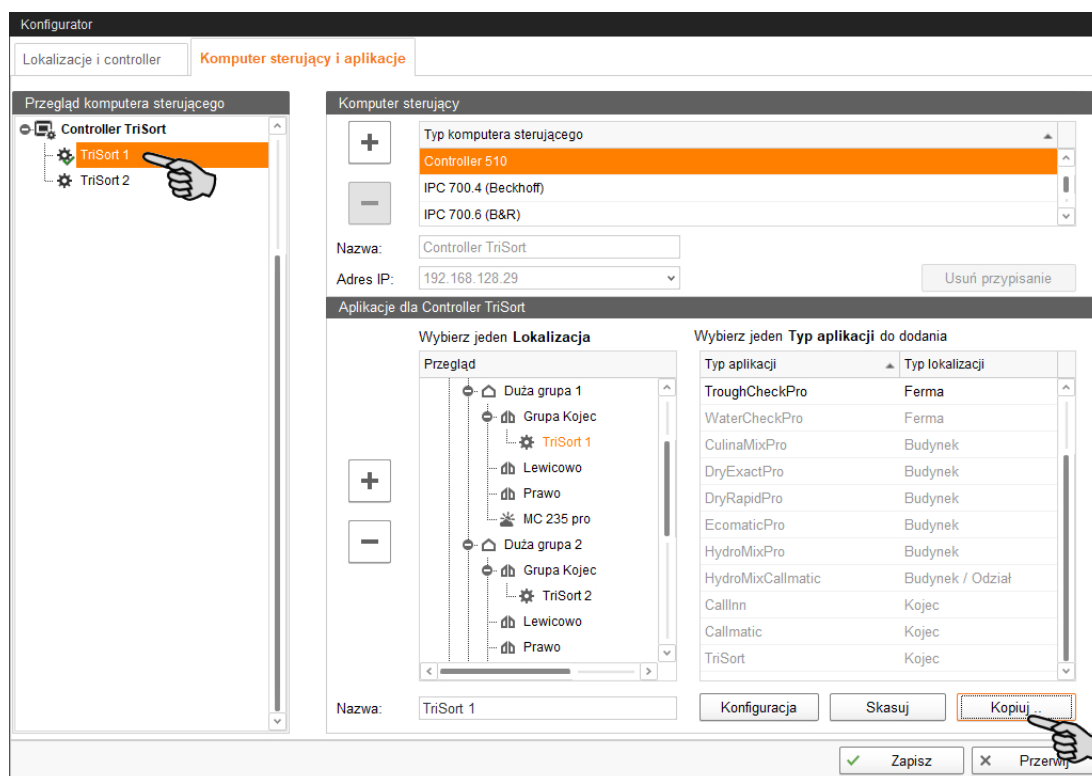 Konfigurator
Lokalizacje i controller
Komputer sterujący i aplikacje
Przegląd komputera sterującego
Controller TriSort
TriSort 1
TriSort 2
Komputer sterujący
Typ komputera sterującego
Controller 510
IPC 700.4 (Beckhoff)
IPC 700.6 (B&R)
Nazwa: Controller TriSort
Adres IP: 192.168.128.29
Usuń przypisanie
Aplikacje dla Controller TriSort
Wybierz jeden Lokalizacja
Przegląd
Duża grupa 1
Grupa Kojec
TriSort 1
Lewicowo
Prawo
MC 235 pro
Duża grupa 2
Grupa Kojec
TriSort 2
Lewicowo
Prawo
Wybierz jeden Typ aplikacji do dodania
Typ aplikacji Typ lokalizacji
TroughCheckPro Ferma
WaterCheckPro Ferma
CulinaMixPro Budynek
DryExactPro Budynek
DryRapidPro Budynek
EcomaticPro Budynek
HydroMixPro Budynek
HydroMixCallmatic Budynek / Odział
CallInn Kojec
Callmatic Kojec
TriSort Kojec
Nazwa: TriSort 1
Konfiguracja Skasuj Kopiuj ..
Zapisz Przerwij